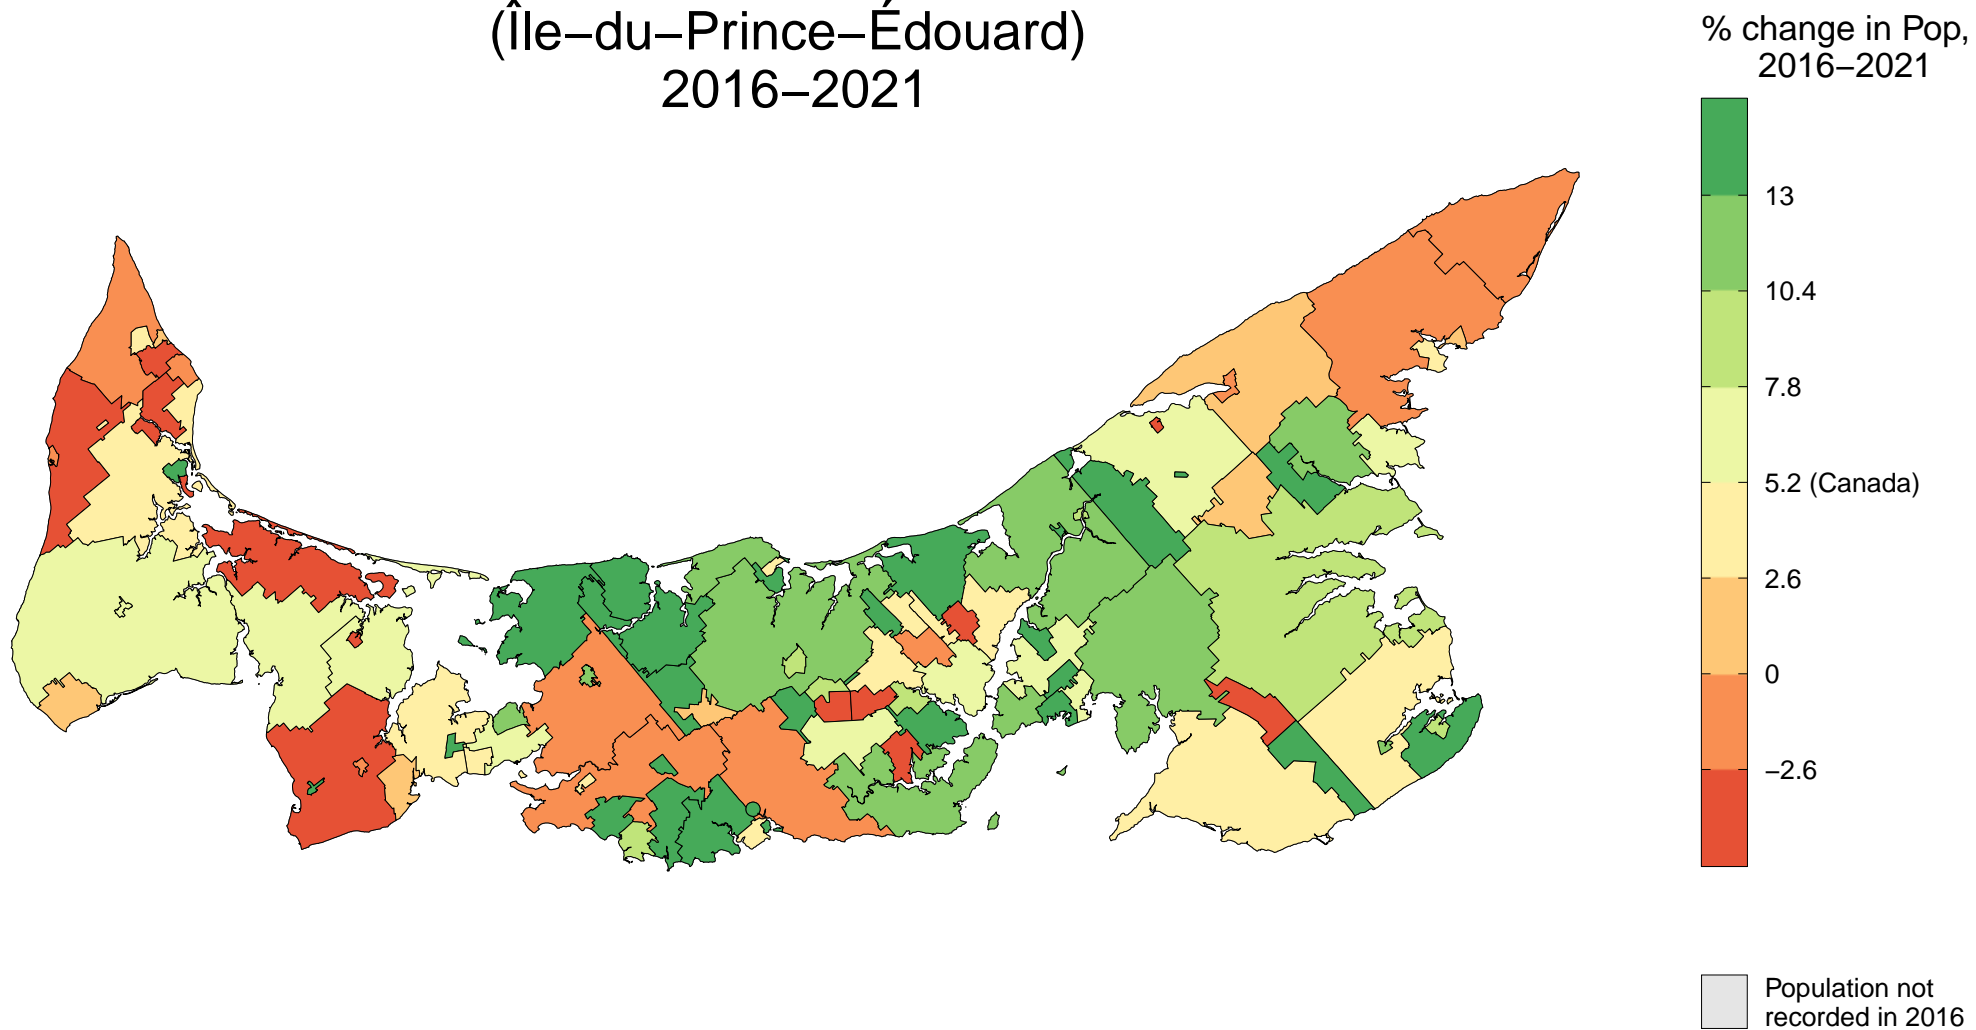 (Île–du–Prince–Édouard)
2016–2021
% change in Pop,
2016–2021
13
10.4
7.8
5.2 (Canada)
2.6
0
−2.6
Population not
recorded in 2016